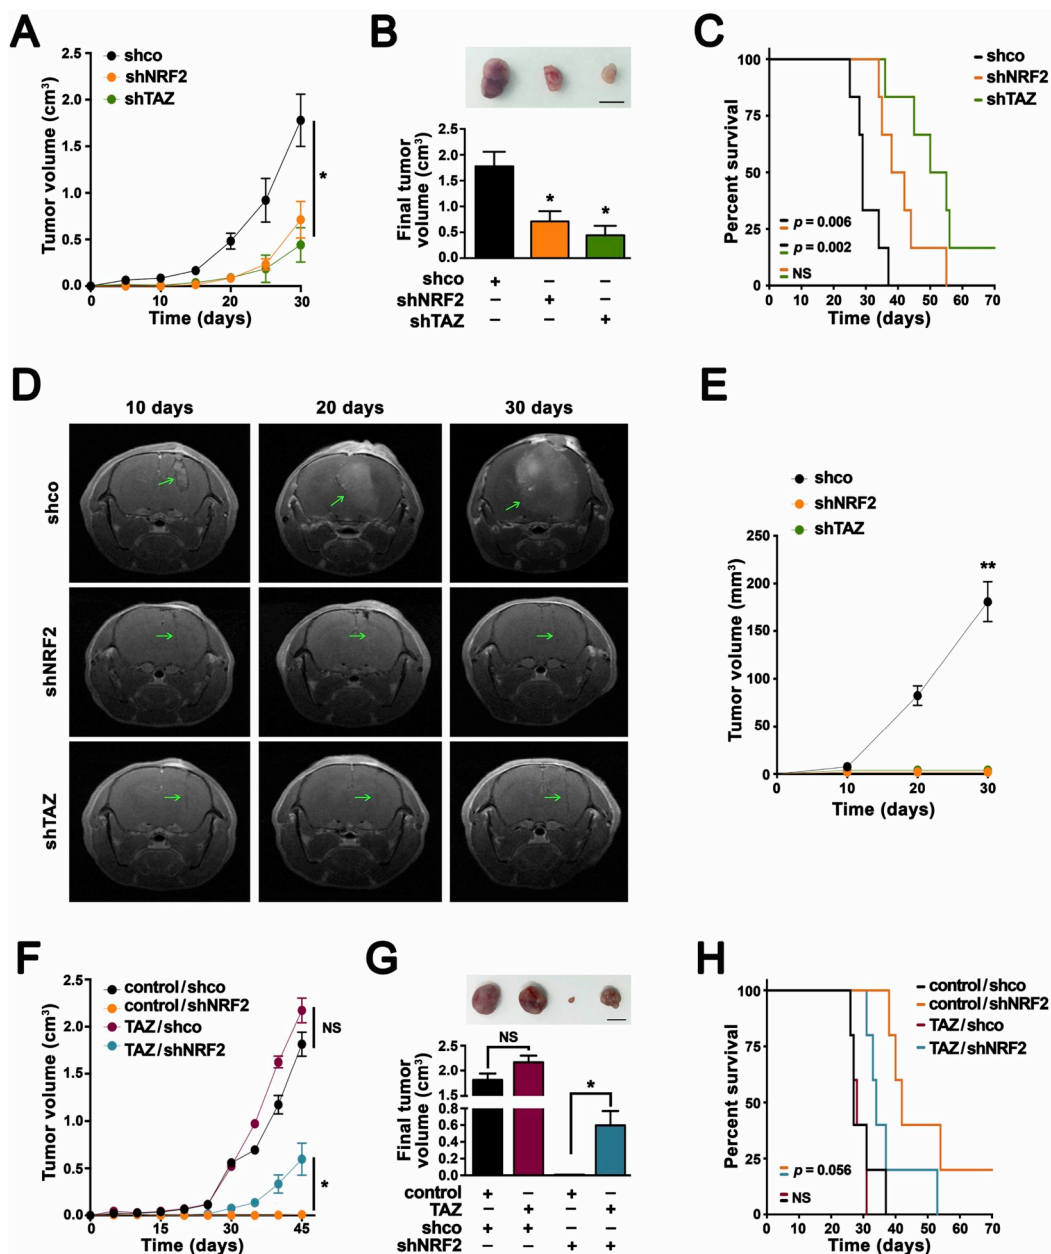 A
shco
shNRF2
shTAZ
Tumor volume (cm³)
2.5
2.0
1.5
1.0
0.5
0.0
0 10 20 30
Time (days)
*
B
Final tumor
volume (cm³)
2.5
2.0
1.5
1.0
0.5
0.0
* *
shco + – –
shNRF2 – + –
shTAZ – – +
C
shco
shNRF2
shTAZ
Percent survival
100
75
50
25
0
p = 0.006
p = 0.002
NS
0 10 20 30 40 50 60 70
Time (days)
D
10 days 20 days 30 days
shco
shNRF2
shTAZ
E
shco
shNRF2
shTAZ
Tumor volume (mm³)
250
200
150
100
50
0
**
0 10 20 30
Time (days)
F
control/shco
control/shNRF2
TAZ/shco
TAZ/shNRF2
Tumor volume (cm³)
2.5
2.0
1.5
1.0
0.5
0.0
NS
*
0 15 30 45
Time (days)
G
Final tumor
volume (cm³)
2.5
2.0
1.5
0.8
0.6
0.4
0.2
0.0
NS
*
control + – + –
TAZ – + – +
shco + + – –
shNRF2 – – + +
H
shco
control/shNRF2
TAZ/shco
TAZ/shNRF2
Percent survival
100
75
50
25
0
p = 0.056
NS
0 10 20 30 40 50 60 70
Time (days)